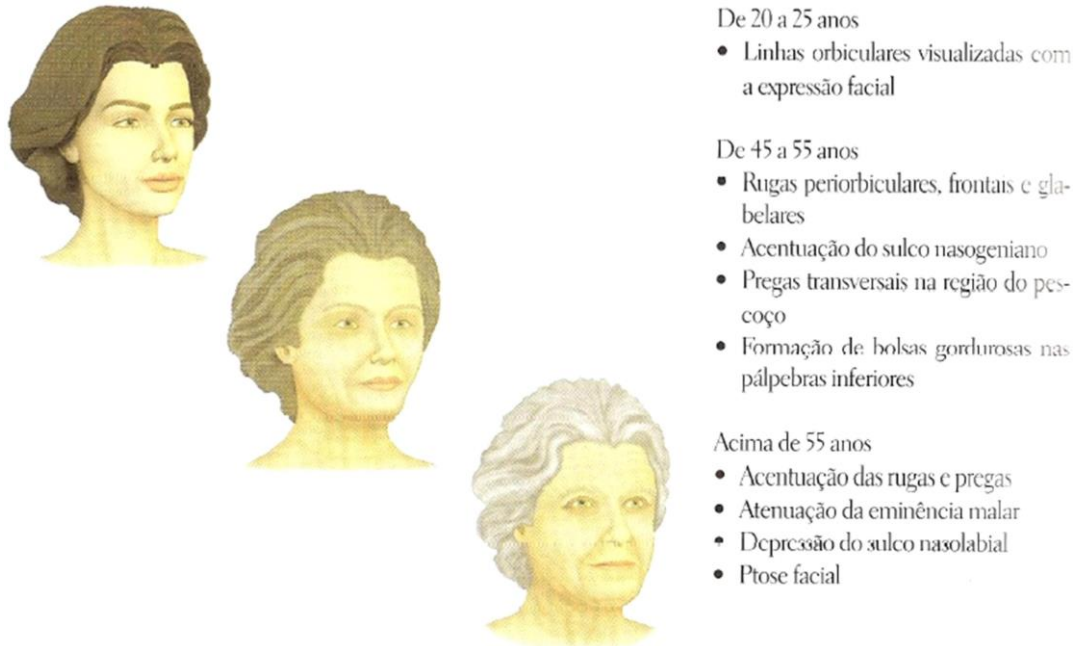 De 20 a 25 anos
• Linhas orbiculares visualizadas com
a expressão facial
De 45 a 55 anos
• Rugas periorbiculares, frontais e gla-
belares
• Acentuação do sulco nasogeniano
• Pregas transversais na região do pes-
coço
• Formação de bolsas gordurosas nas
pálpebras inferiores
Acima de 55 anos
• Acentuação das rugas e pregas
• Atenuação da eminência malar
• Depressão do sulco nasolabial
• Ptose facial